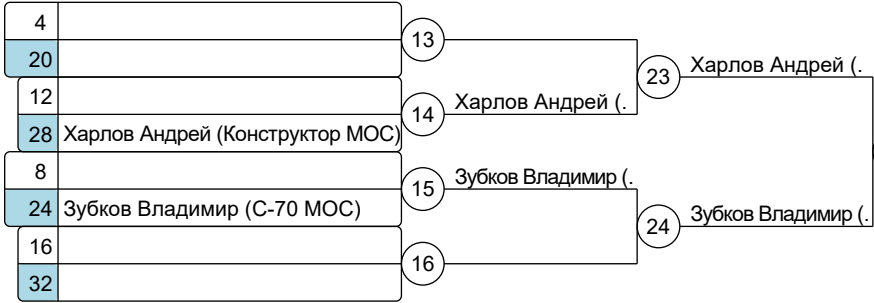 4
13
20
23 Харлов Андрей (.
12
14 Харлов Андрей (.
28 Харлов Андрей (Конструктор МОС)
8
15 Зубков Владимир (.
24 Зубков Владимир (С-70 МОС)
24 Зубков Владимир (.
16
16
32